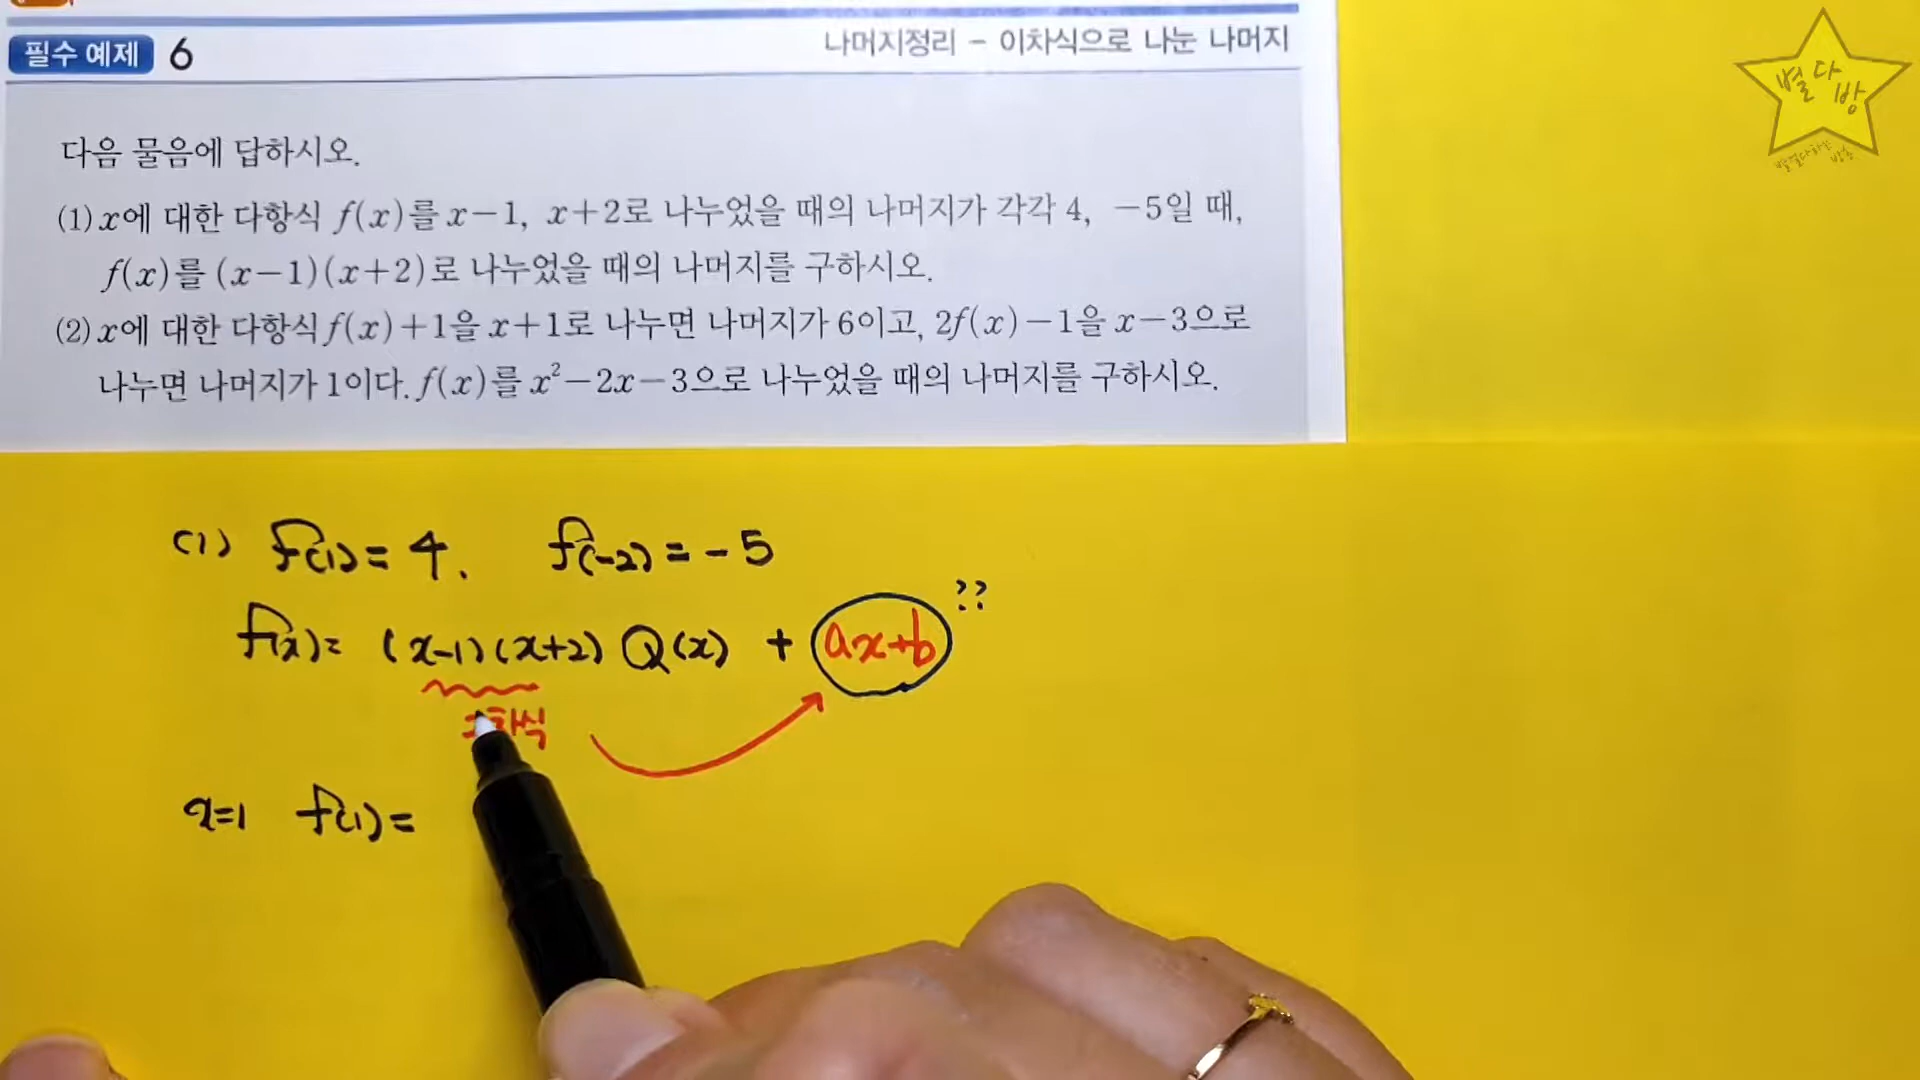 필수 예제 6
나머지정리 - 이차식으로 나눈 나머지
다음 물음에 답하시오.
(1) x에 대한 다항식 f(x)를 x-1, x+2로 나누었을 때의 나머지가 각각 4, -5일 때,
f(x)를 (x-1)(x+2)로 나누었을 때의 나머지를 구하시오.
(2) x에 대한 다항식 f(x)+1을 x+1로 나누면 나머지가 6이고, 2f(x)-1을 x-3으로
나누면 나머지가 1이다. f(x)를 x²-2x-3으로 나누었을 때의 나머지를 구하시오.
별다방
(1) f(1)=4. f(-2)=-5
f(x)= (x-1)(x+2) Q(x) + ax+b ??
x=1 f(1)=